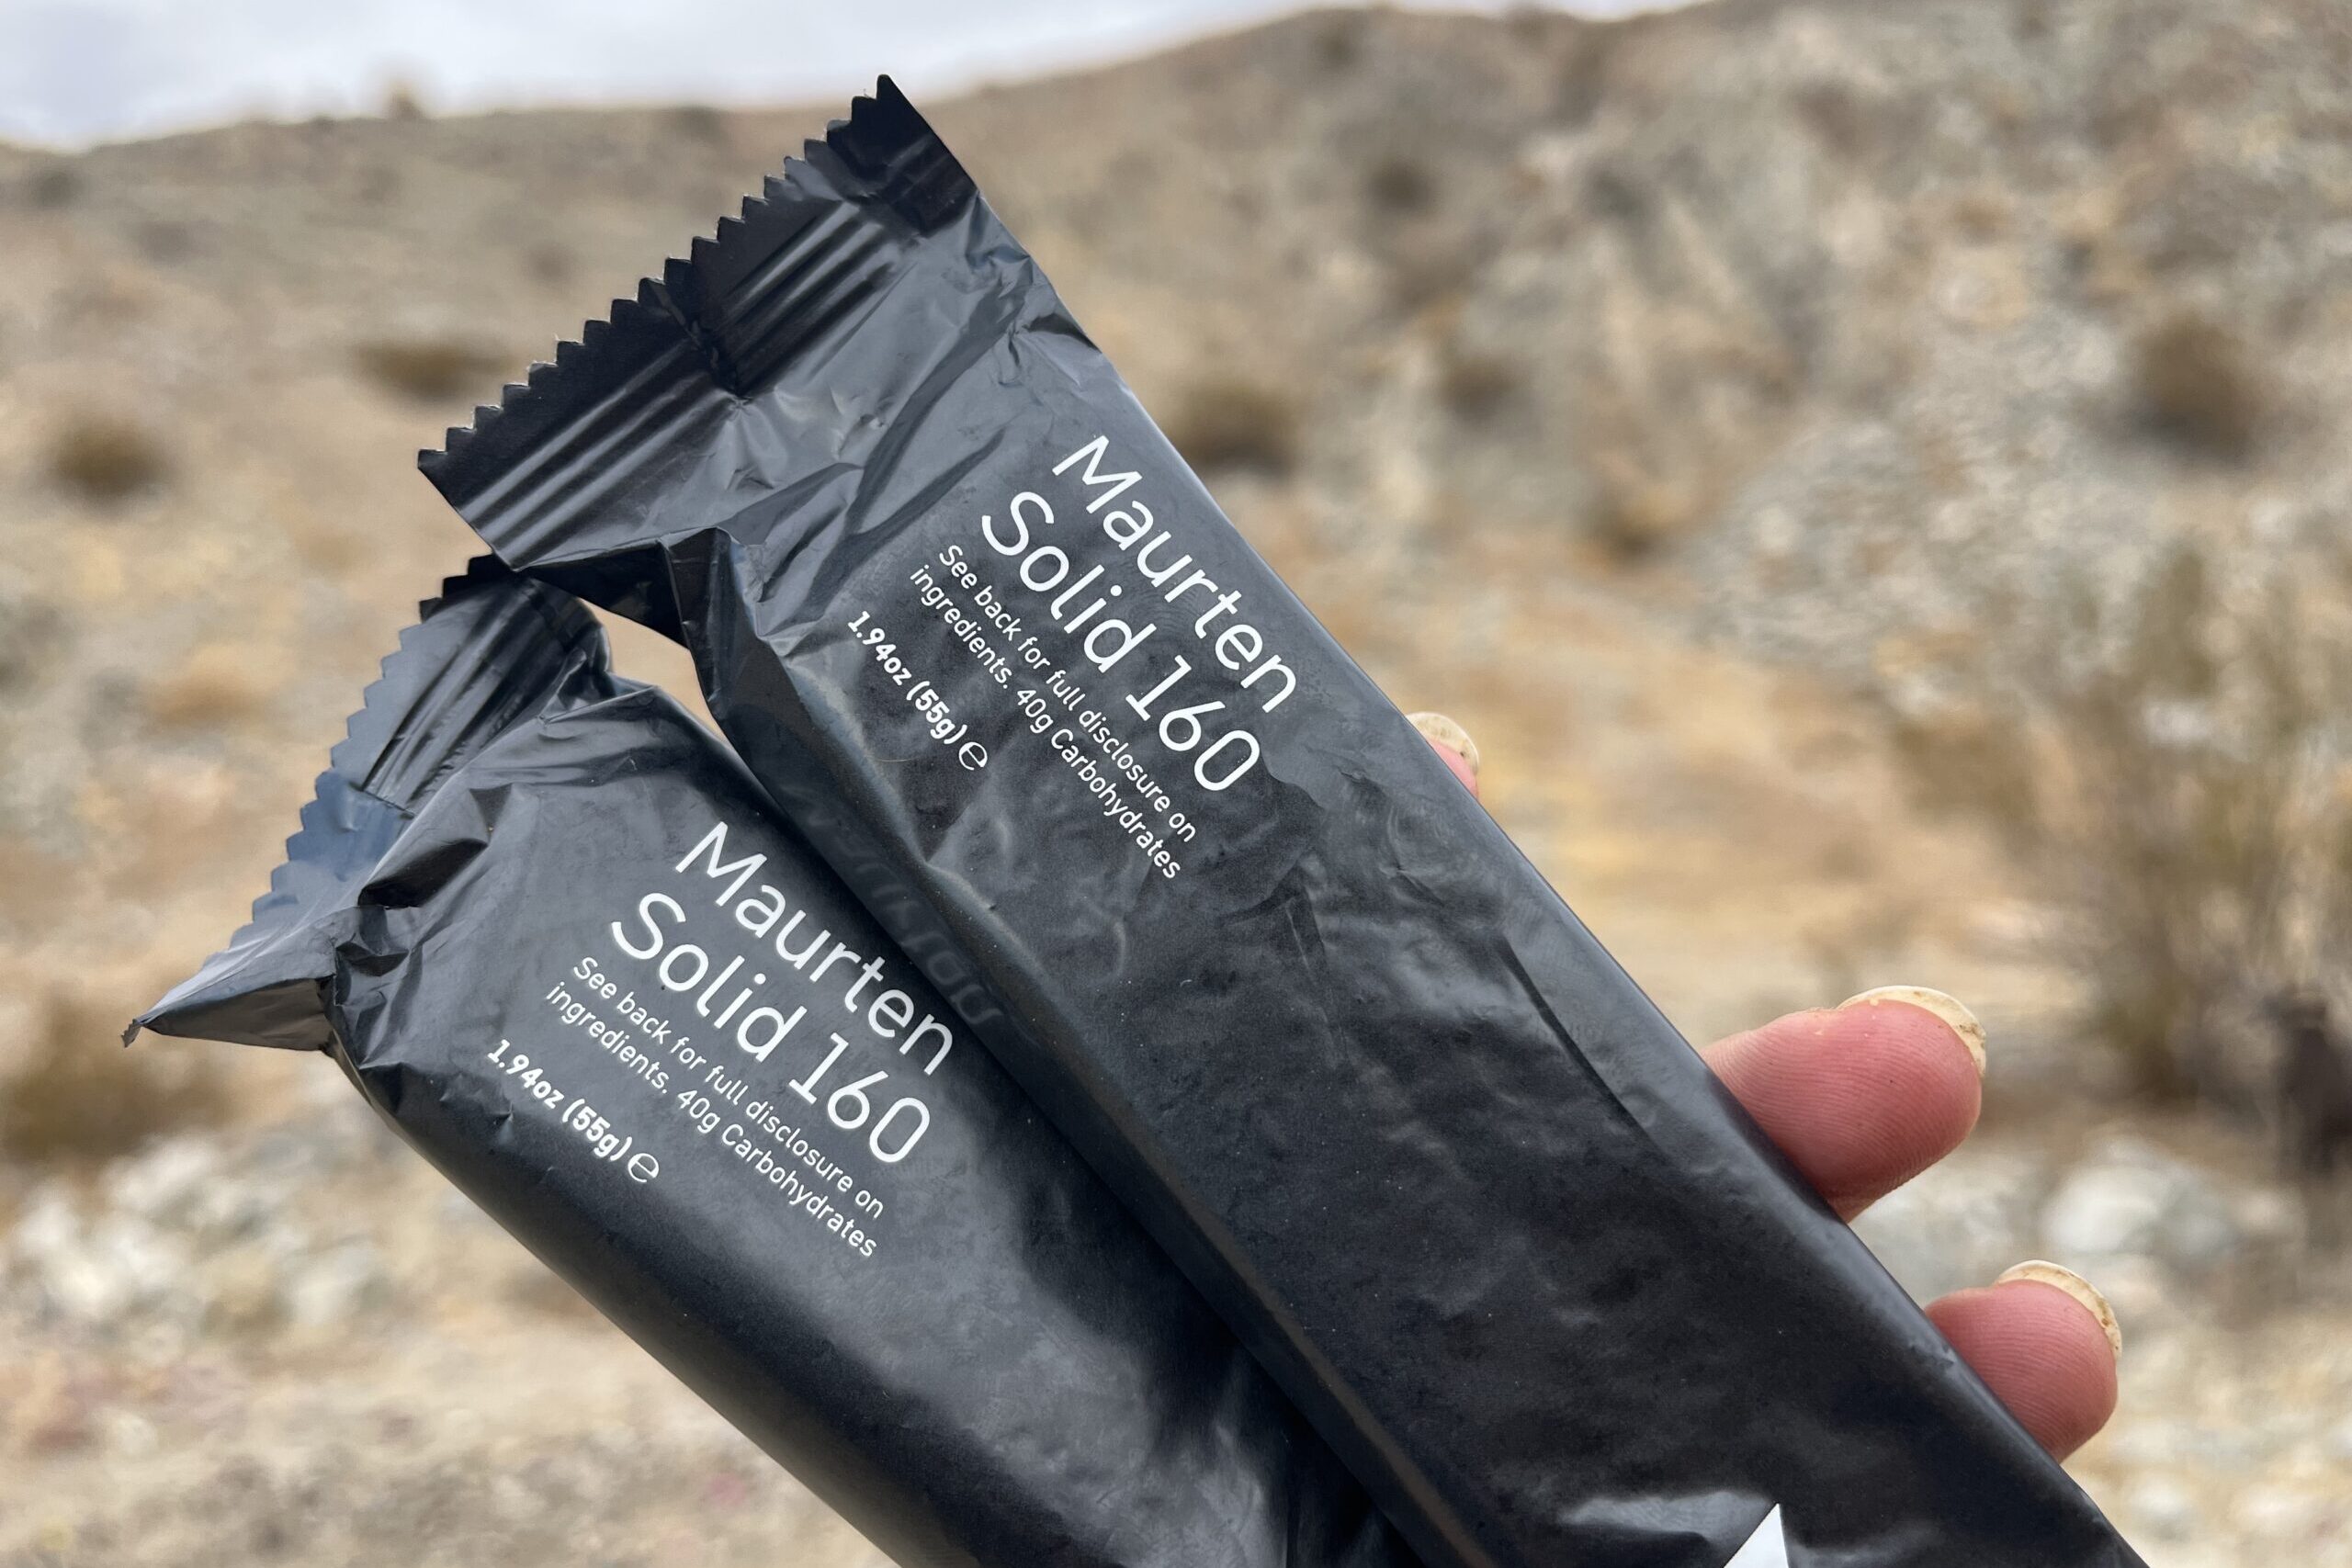 Maurten
Solid 160
See back for full disclosure on
ingredients. 40g Carbohydrates
1.94oz (55g) ℮
Maurten
Solid 160
See back for full disclosure on
ingredients. 40g Carbohydrates
1.94oz (55g) ℮